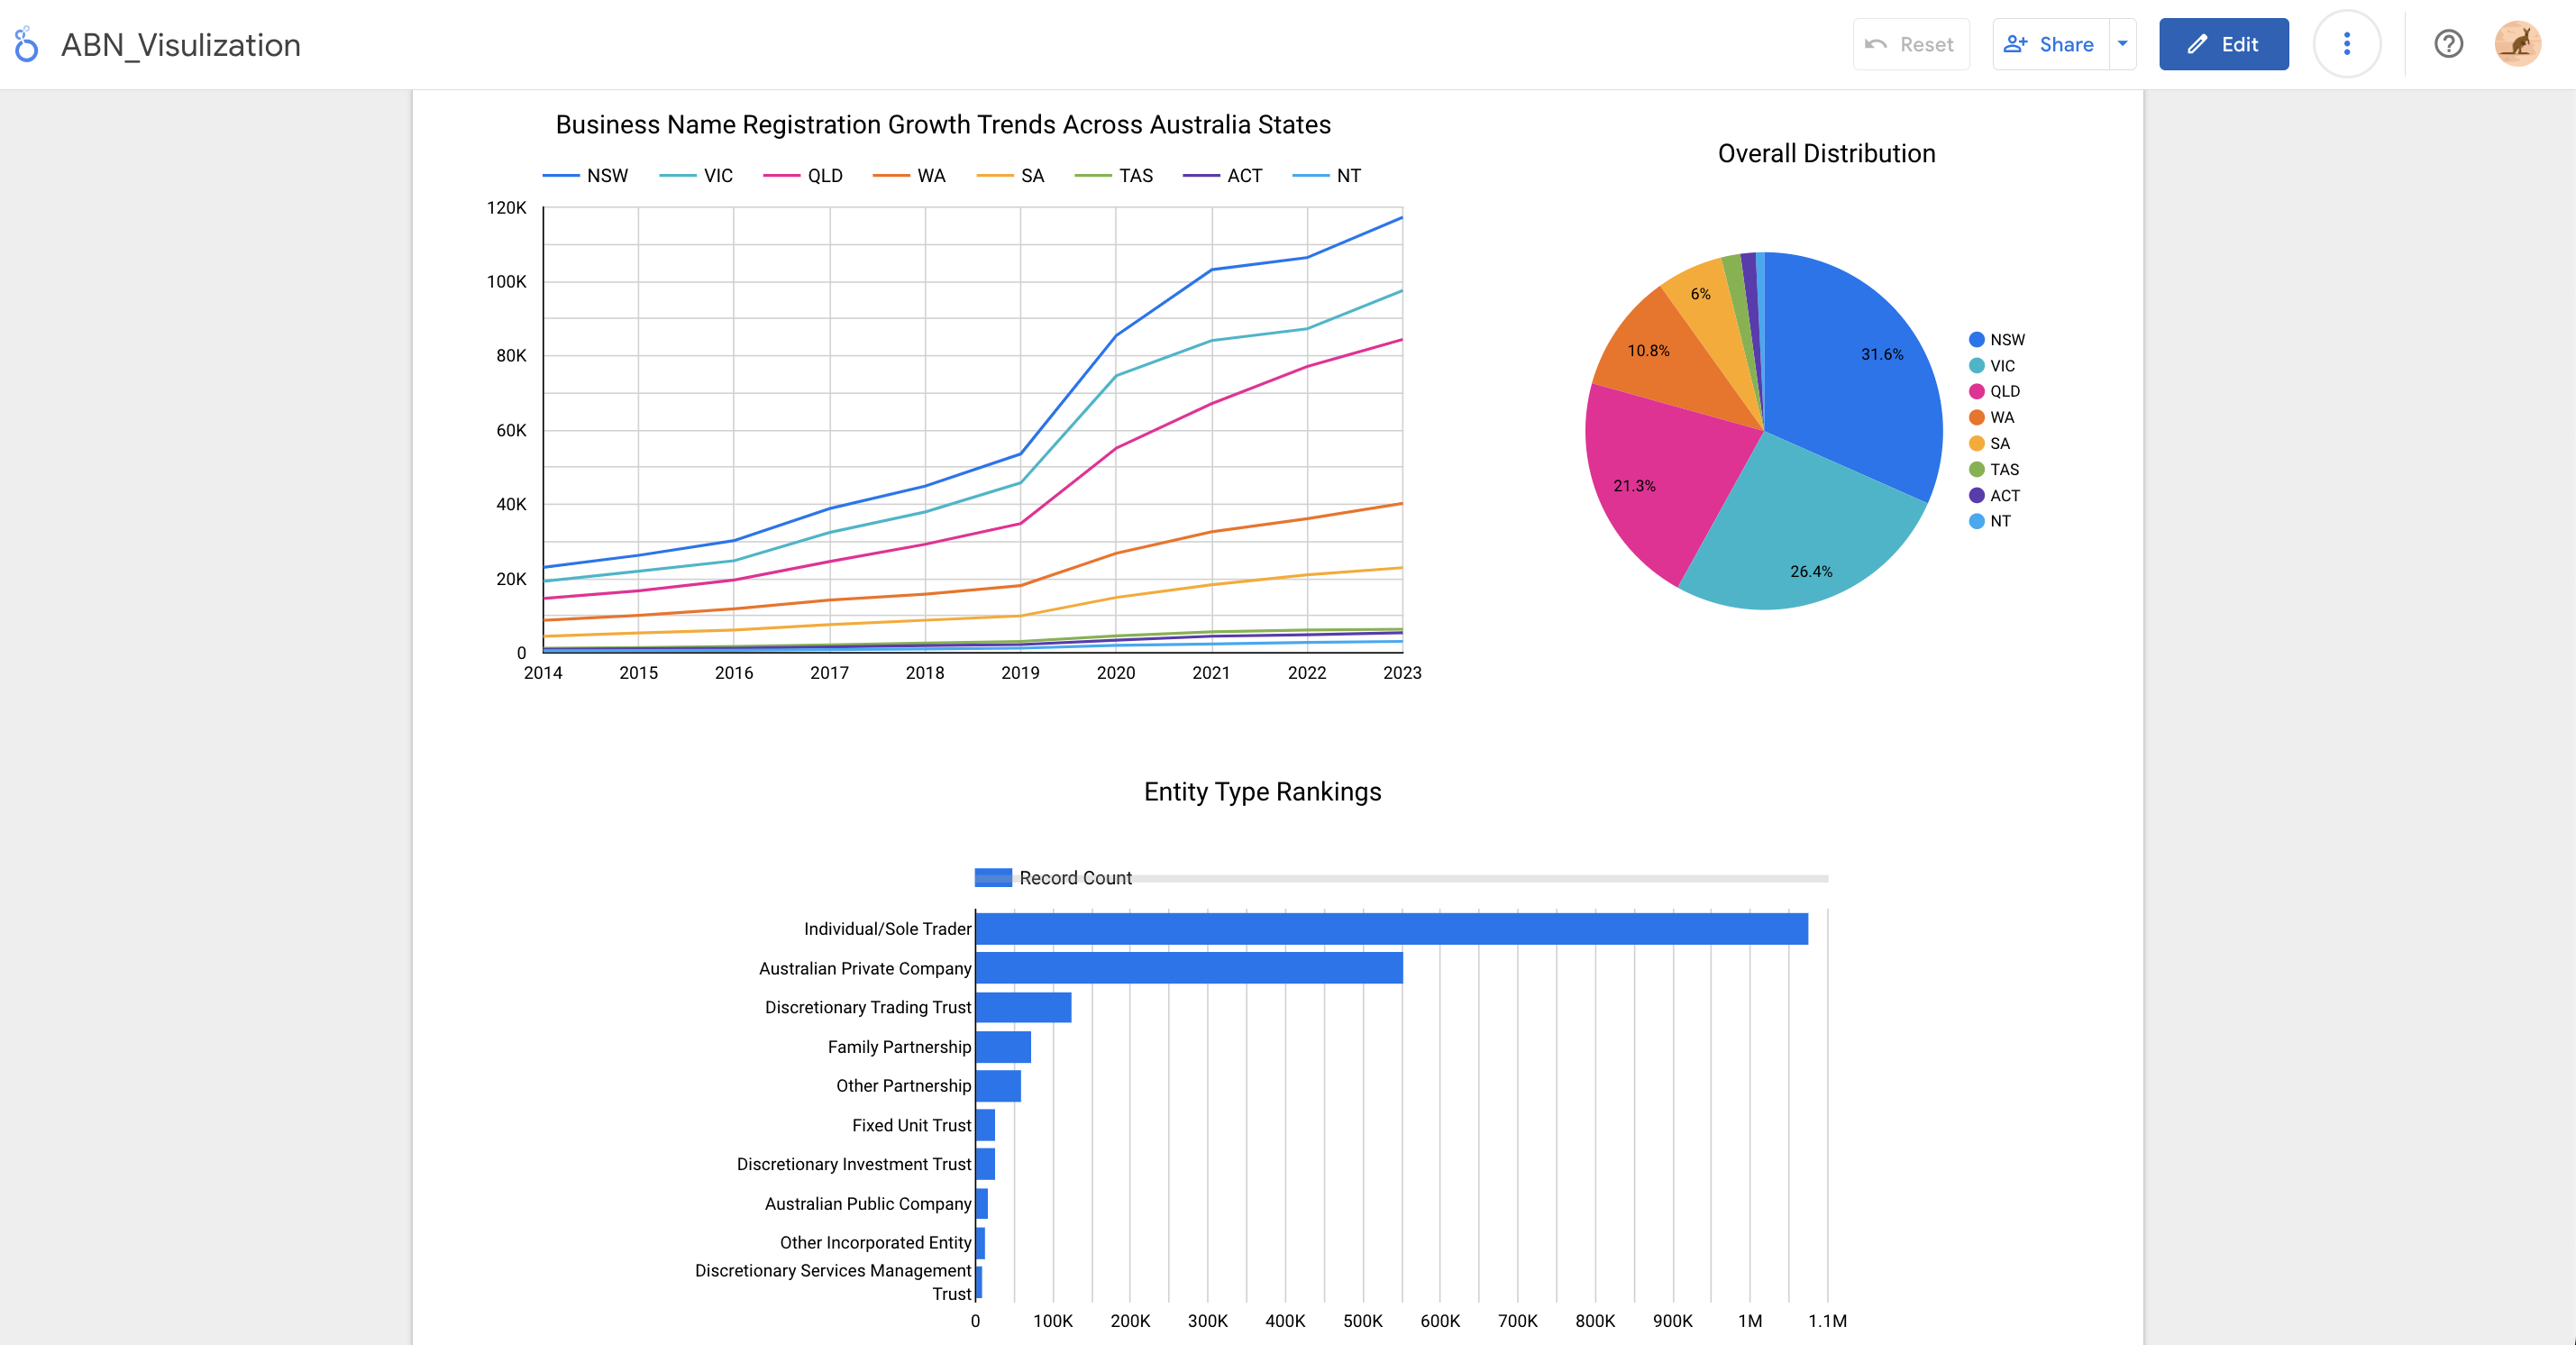 ABN_Visulization
Reset
Share
Edit
Business Name Registration Growth Trends Across Australia States
NSW VIC QLD WA SA TAS ACT NT
120K
100K
80K
60K
40K
20K
0
2014 2015 2016 2017 2018 2019 2020 2021 2022 2023
Overall Distribution
31.6%
26.4%
21.3%
10.8%
6%
NSW
VIC
QLD
WA
SA
TAS
ACT
NT
Entity Type Rankings
Record Count
Individual/Sole Trader
Australian Private Company
Discretionary Trading Trust
Family Partnership
Other Partnership
Fixed Unit Trust
Discretionary Investment Trust
Australian Public Company
Other Incorporated Entity
Discretionary Services Management
Trust
0 100K 200K 300K 400K 500K 600K 700K 800K 900K 1M 1.1M